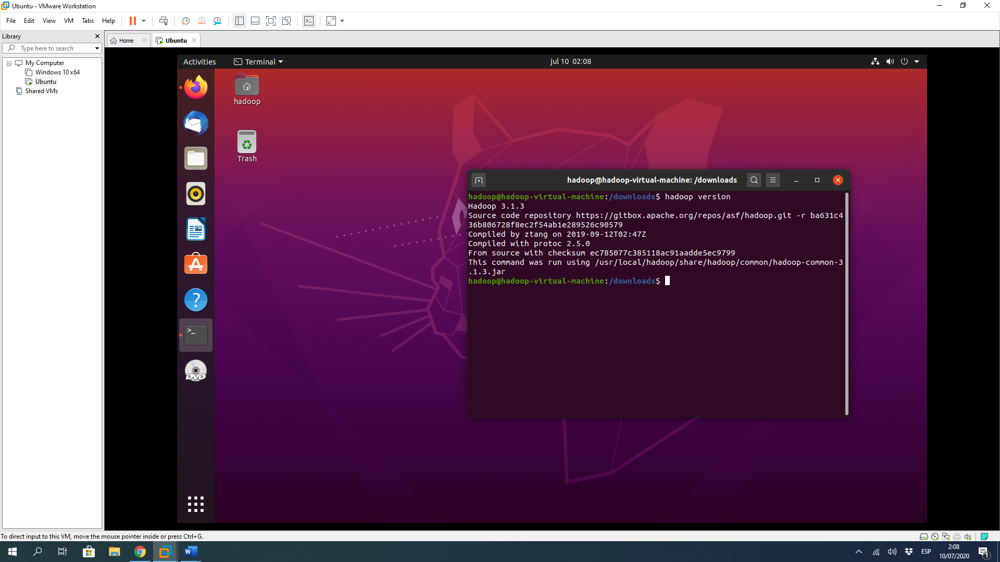 Ubuntu - VMware Workstation
File Edit View VM Tabs Help
Library
Type here to search
My Computer
Windows 10 x64
Ubuntu
Shared VMs
Home
Ubuntu
Activities
Terminal
jul 10 02:08
hadoop
Trash
hadoop@hadoop-virtual-machine: /downloads
hadoop@hadoop-virtual-machine:/downloads$ hadoop version
Hadoop 3.1.3
Source code repository https://gitbox.apache.org/repos/asf/hadoop.git -r ba631c4
36b806728f8ec2f54ab1e289526c90579
Compiled by ztang on 2019-09-12T02:47Z
Compiled with protoc 2.5.0
From source with checksum ec785077c385118ac91aadde5ec9799
This command was run using /usr/local/hadoop/share/hadoop/common/hadoop-common-3
.1.3.jar
hadoop@hadoop-virtual-machine:/downloads$
DVD
To direct input to this VM, move the mouse pointer inside or press Ctrl+G.
W
ESP
2:08
10/07/2020
1